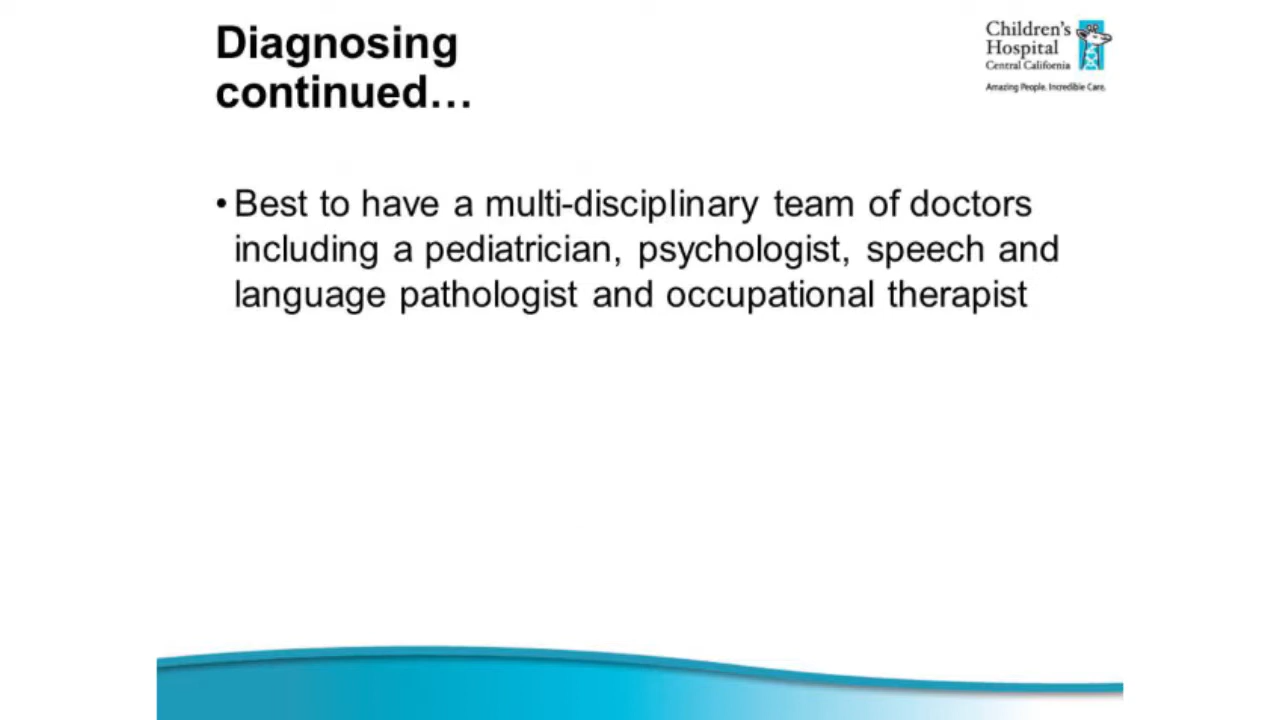 Diagnosing
continued…
Children's
Hospital
Central California
Amazing People. Incredible Care.
• Best to have a multi-disciplinary team of doctors
including a pediatrician, psychologist, speech and
language pathologist and occupational therapist